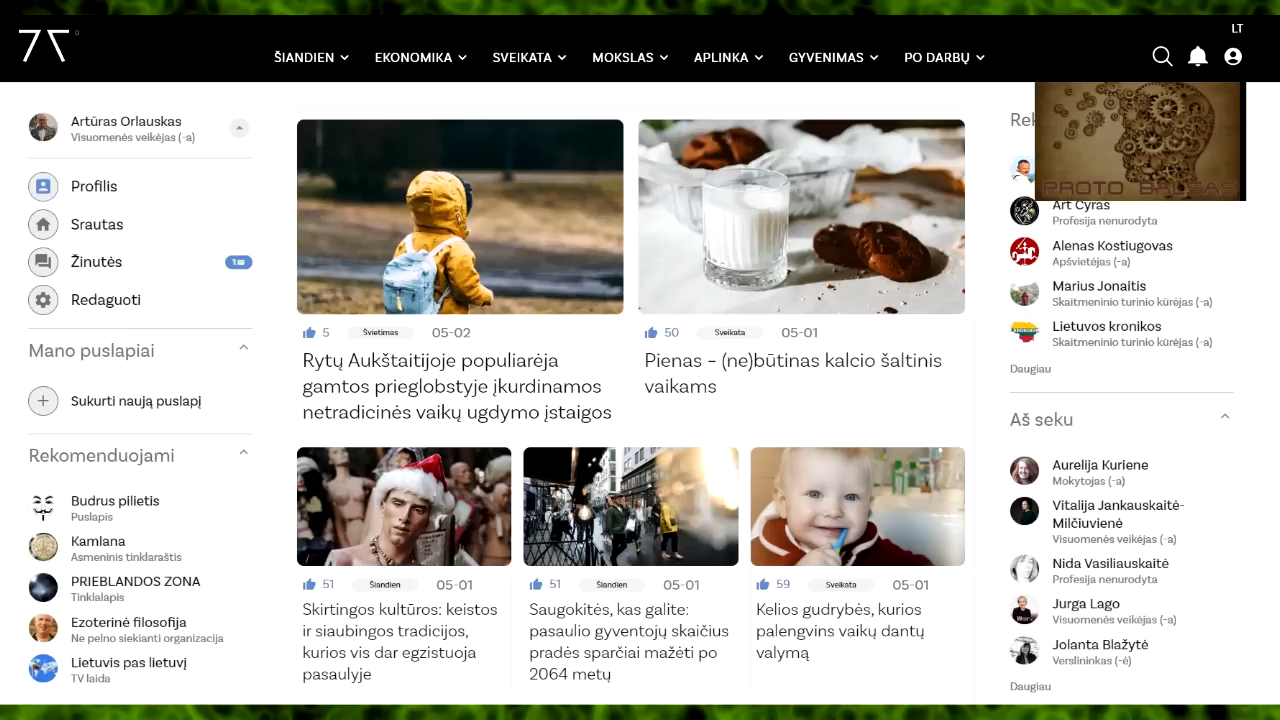 LT
ŠIANDIEN
EKONOMIKA
SVEIKATA
MOKSLAS
APLINKA
GYVENIMAS
PO DARBŲ
Artūras Orlauskas
Visuomenės veikėjas (-a)
Profilis
Srautas
Žinutės
1
Redaguoti
Mano puslapiai
Sukurti naują puslapį
Rekomenduojami
Budrus pilietis
Puslapis
Kamlana
Asmeninis tinklaraštis
PRIEBLANDOS ZONA
Tinklalapis
Ezoterinė filosofija
Ne pelno siekianti organizacija
Lietuvis pas lietuvį
TV laida
5
Švietimas
05-02
Rytų Aukštaitijoje populiarėja
gamtos prieglobstyje įkurdinamos
netradicinės vaikų ugdymo įstaigos
50
Sveikata
05-01
Pienas – (ne)būtinas kalcio šaltinis
vaikams
51
Šiandien
05-01
Skirtingos kultūros: keistos
ir siaubingos tradicijos,
kurios vis dar egzistuoja
pasaulyje
51
Šiandien
05-01
Saugokitės, kas galite:
pasaulio gyventojų skaičius
pradės sparčiai mažėti po
2064 metų
59
Sveikata
05-01
Kelios gudrybės, kurios
palengvins vaikų dantų
valymą
PROTO BALSAS
Art Cyras
Profesija nenurodyta
Alenas Kostiugovas
Apšvietėjas (-a)
Marius Jonaitis
Skaitmeninio turinio kūrėjas (-a)
Lietuvos kronikos
Skaitmeninio turinio kūrėjas (-a)
Daugiau
Aš seku
Aurelija Kuriene
Mokytojas (-a)
Vitalija Jankauskaitė-
Milčiuvienė
Visuomenės veikėjas (-a)
Nida Vasiliauskaitė
Profesija nenurodyta
Jurga Lago
Visuomenės veikėjas (-a)
Jolanta Blažytė
Verslininkas (-ė)
Daugiau